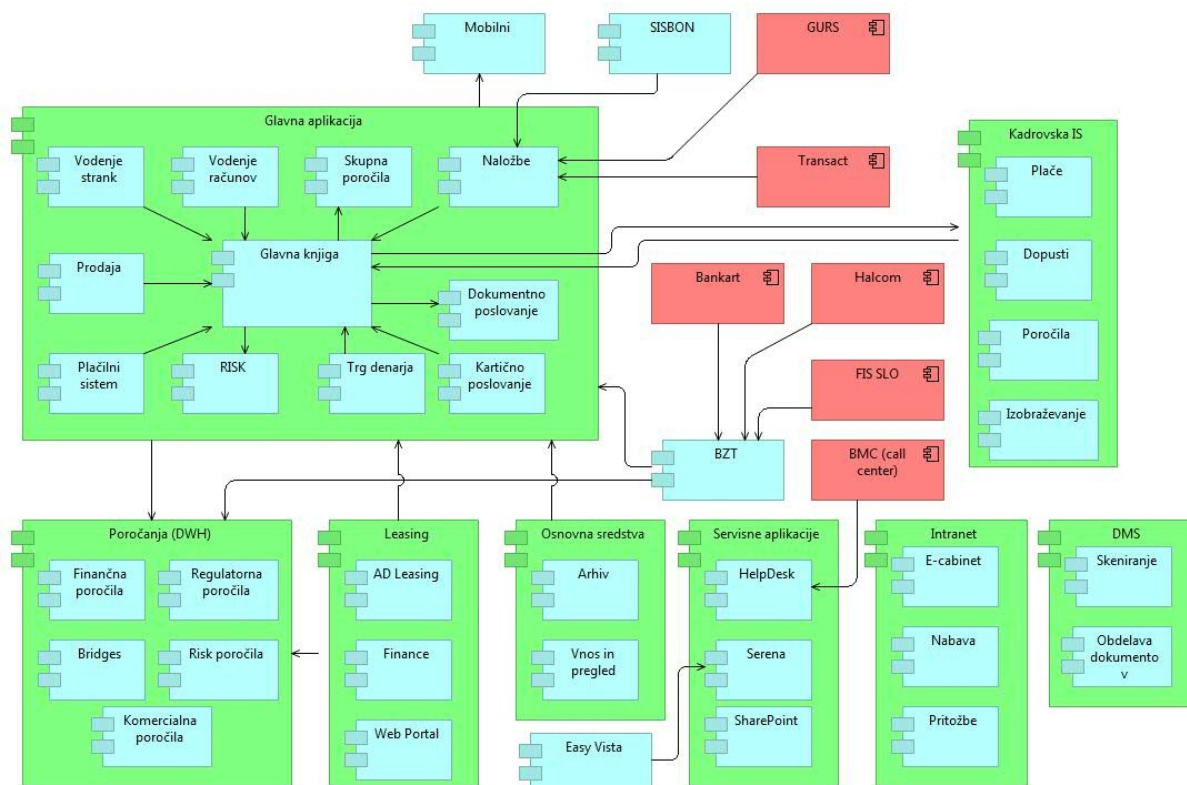 Mobilni
SISBON
GURS
Glavna aplikacija
Vodenje
strank
Vodenje
računov
Skupna
poročila
Naložbe
Transact
Kadrovska IS
Plače
Dopusti
Poročila
Izobraževanje
Prodaja
Glavna knjiga
Dokumentno
poslovanje
Plačilni
sistem
RISK
Trg denarja
Kartično
poslovanje
Bankart
Halcom
FIS SLO
BZT
BMC (call
center)
Poročanja (DWH)
Finančna
poročila
Regulatorna
poročila
Bridges
Risk poročila
Komercialna
poročila
Leasing
AD Leasing
Finance
Web Portal
Osnovna sredstva
Arhiv
Vnos in
pregled
Easy Vista
Servisne aplikacije
HelpDesk
Serena
SharePoint
Intranet
E-cabinet
Nabava
Pritožbe
DMS
Skeniranje
Obdelava
dokumento
v